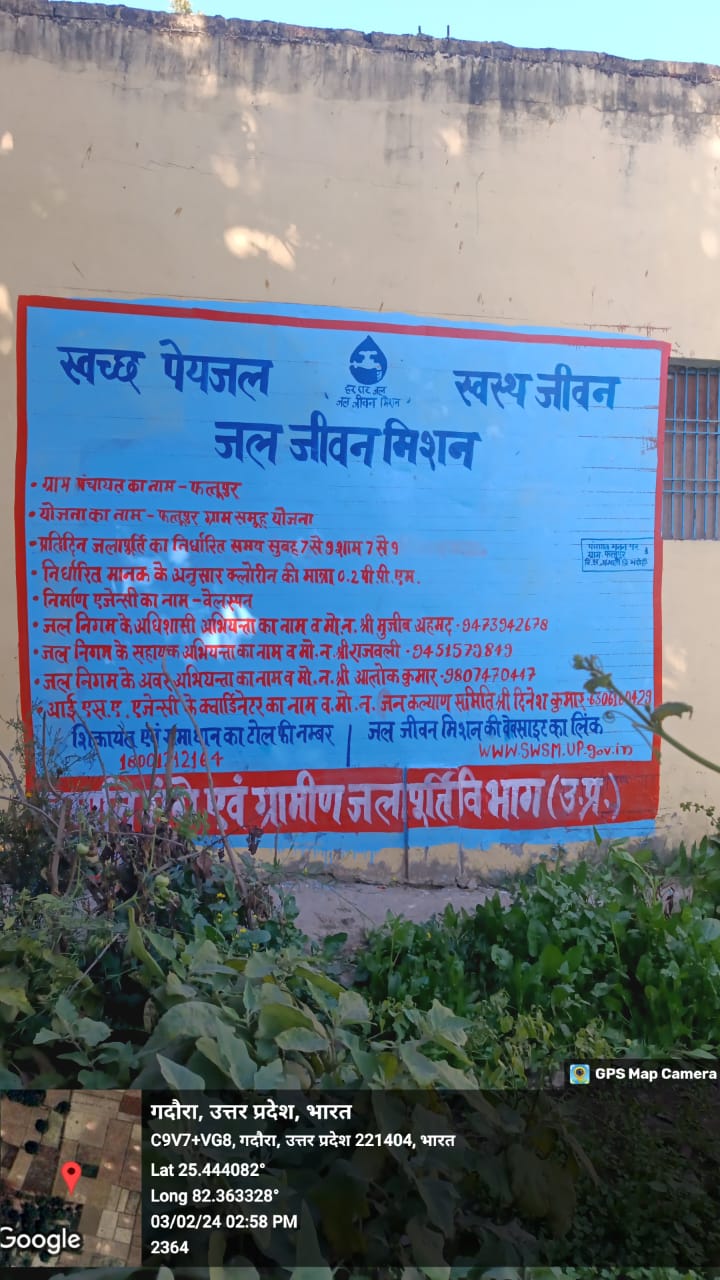 स्वच्छ पेयजल
हर घर जल
जल जीवन मिशन
स्वस्थ जीवन
जल जीवन मिशन
• ग्राम पंचायत का नाम - फत्तूपुर
• योजना का नाम - फत्तूपुर ग्राम समूह योजना
• प्रतिदिन जलापूर्ति का निर्धारित समय सुबह 7 से 9 शाम 7 से 9
• निर्धारित मानक के अनुसार क्लोरीन की मात्रा 0.2 पी पी.एम.
• निर्माण एजेन्सी का नाम - वेलस्पन
• जल निगम के अधिशासी अभियन्ता का नाम व मो.न. श्री मुजीब अहमद - 9473942678
• जल निगम के सहायक अभियन्ता का नाम व मो.न. श्री राजवली - 9451579849
• जल निगम के अवर अभियन्ता का नाम व मो.न. श्री आलोक कुमार - 9807470447
• आई एस.ए. एजेन्सी के क्वार्डिनेटर का नाम व मो.न. जन कल्याण समिति श्री दिनेश कुमार
शिकायत एवं समाधान का टोल फ्री नम्बर
जल जीवन मिशन की वेबसाइट का लिंक
www.SWSM.UP.gov.in
एवं ग्रामीण जलापूर्ति विभाग (उ.प्र.)
GPS Map Camera
गदौरा, उत्तर प्रदेश, भारत
C9V7+VG8, गदौरा, उत्तर प्रदेश 221404, भारत
Lat 25.444082°
Long 82.363328°
03/02/24 02:58 PM
2364
Google